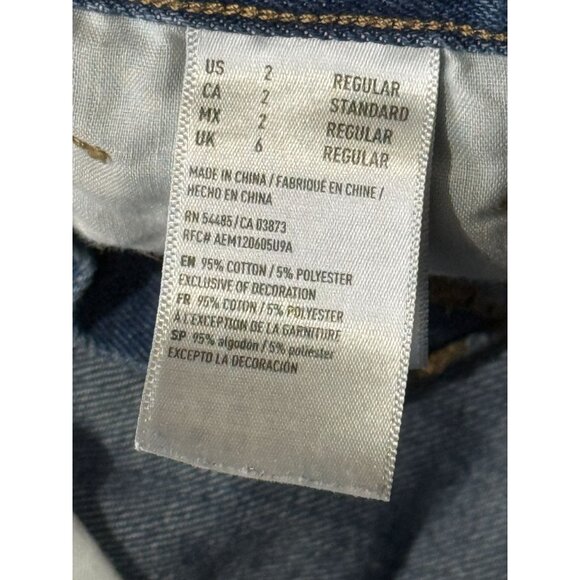 US 2 REGULAR
CA 2 STANDARD
MX 2 REGULAR
UK 6 REGULAR
MADE IN CHINA / FABRIQUÉ EN CHINE /
HECHO EN CHINA
RN 54485 / CA 03873
RFC# AEM120605U9A
EN 95% COTTON / 5% POLYESTER
EXCLUSIVE OF DECORATION
FR 95% COTON / 5% POLYESTER
À L'EXCEPTION DE LA GARNITURE
SP 95% algodón / 5% poliéster
EXCEPTO LA DECORACIÓN